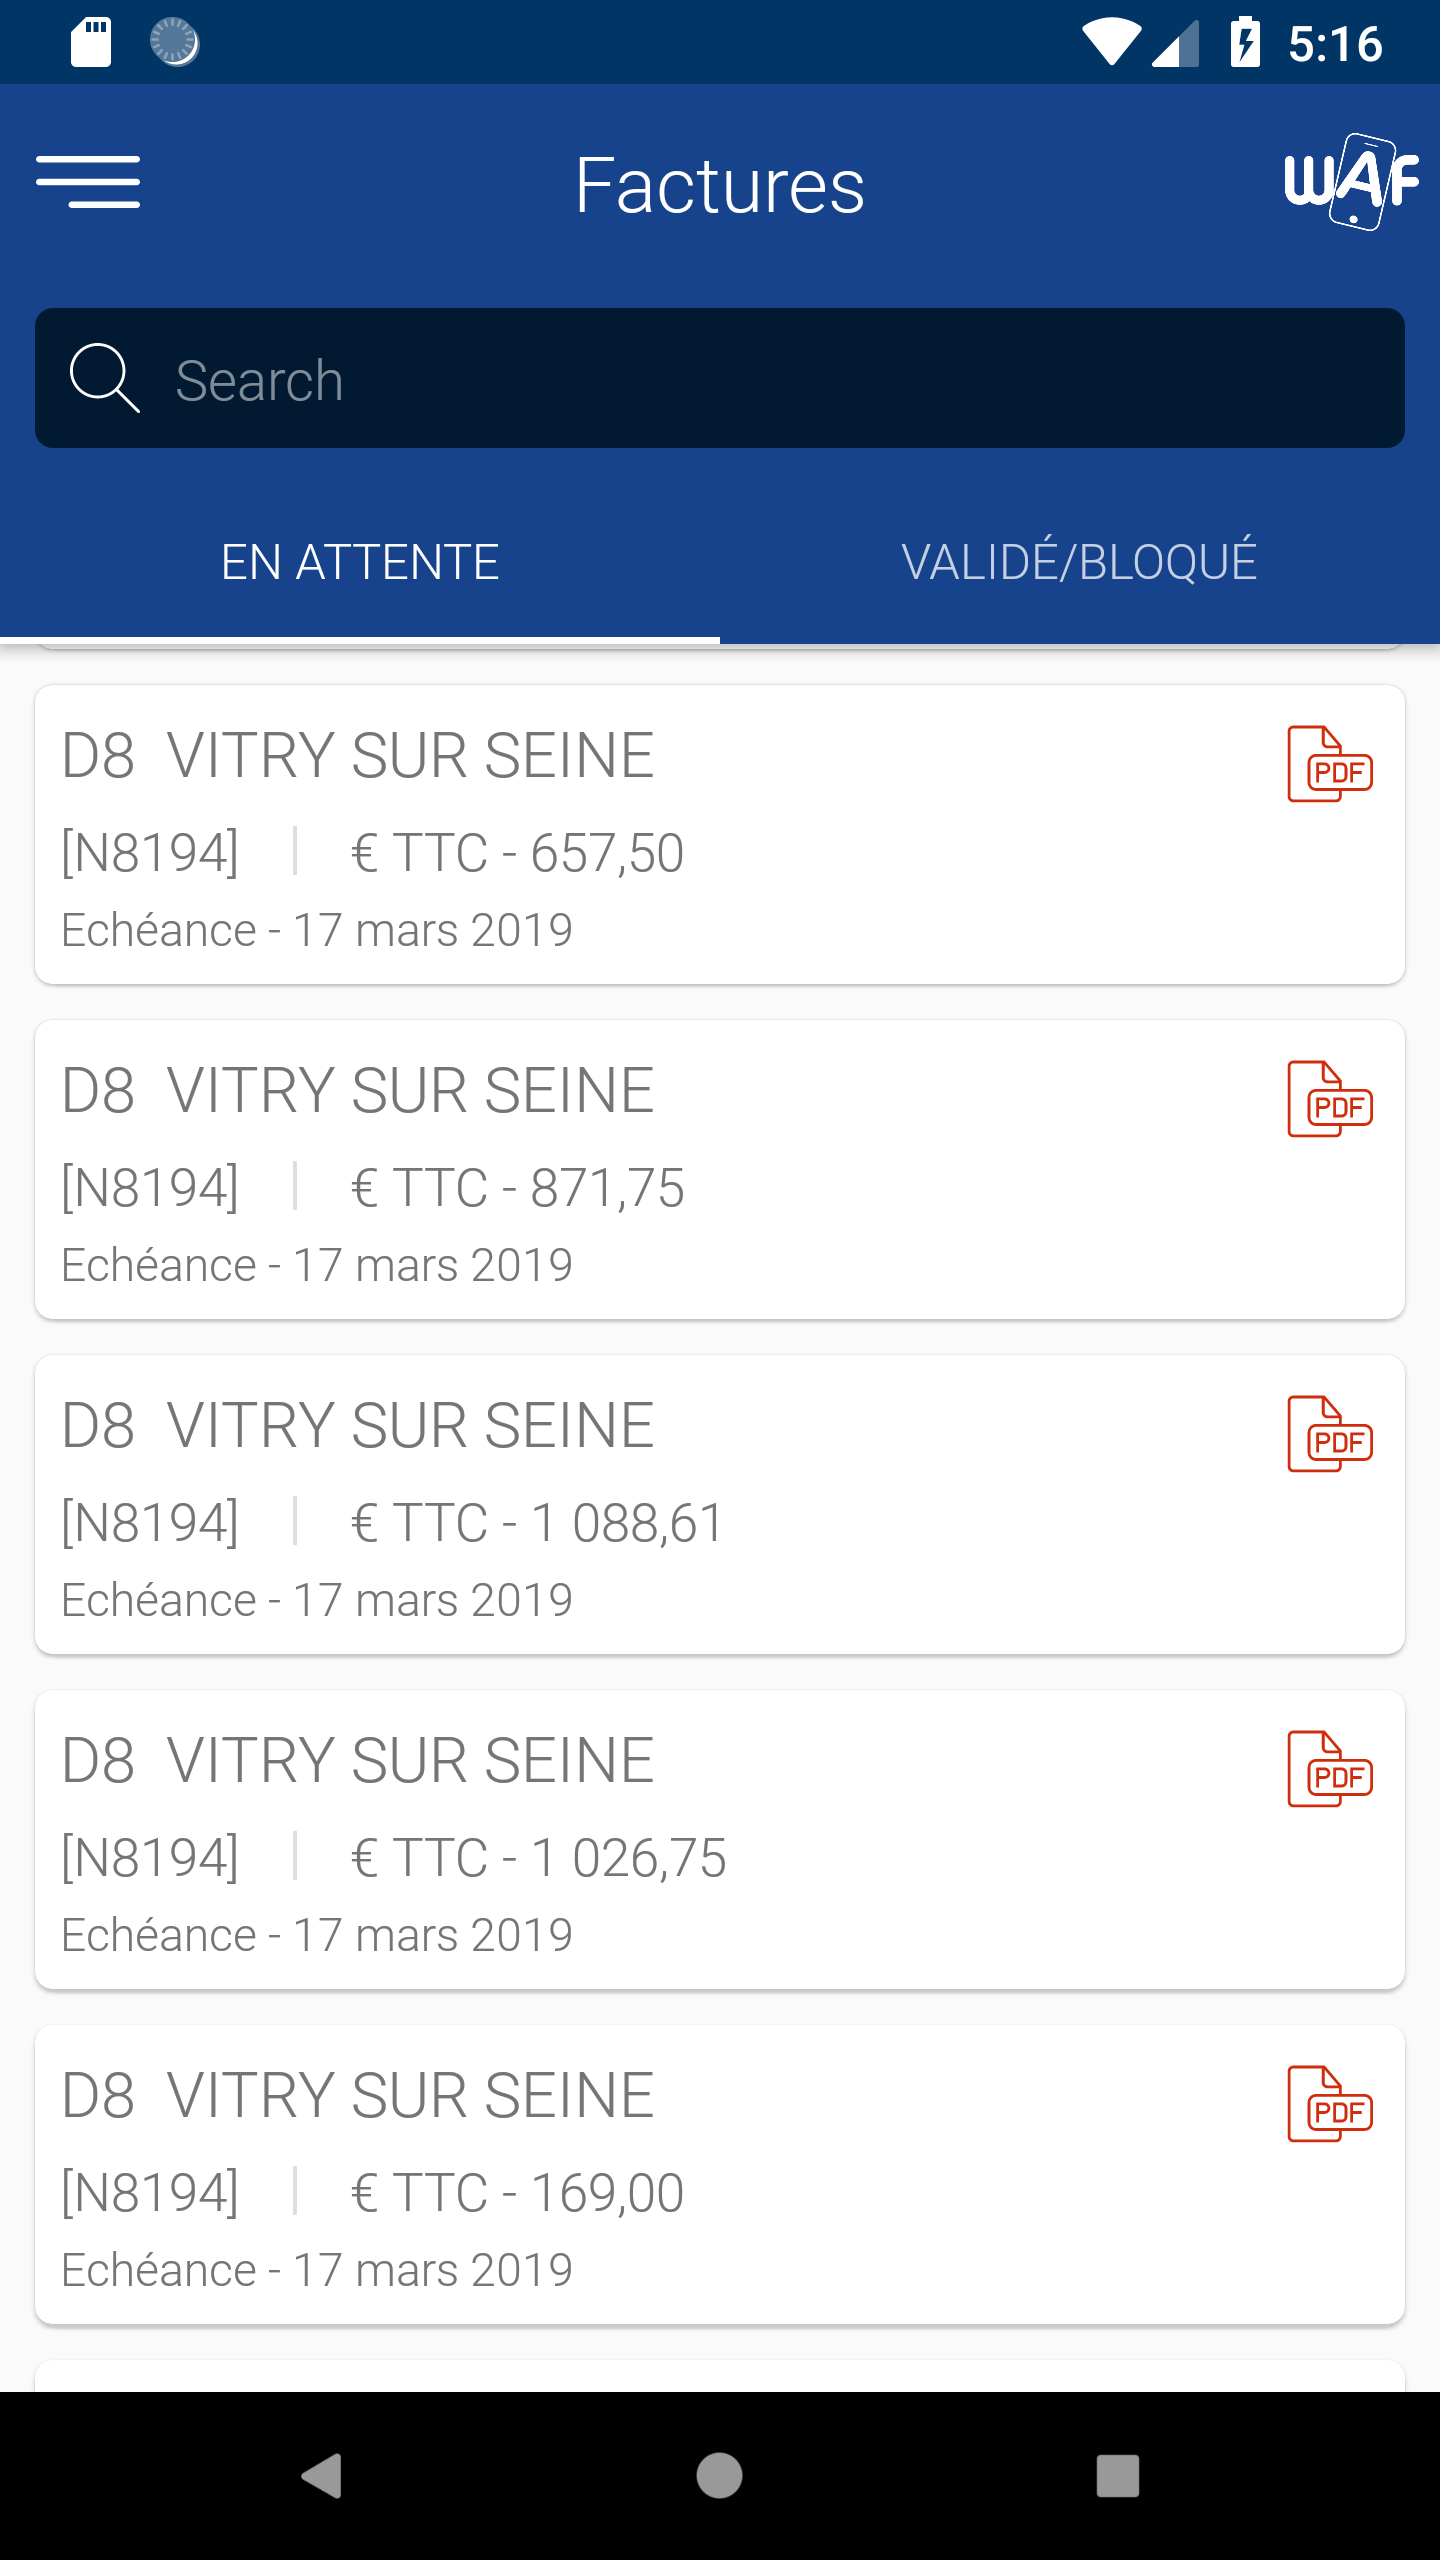 5:16
Factures
WAF
Search
EN ATTENTE
VALIDÉ/BLOQUÉ
D8  VITRY SUR SEINE
PDF
[N8194] | € TTC - 657,50
Echéance - 17 mars 2019
D8  VITRY SUR SEINE
PDF
[N8194] | € TTC - 871,75
Echéance - 17 mars 2019
D8  VITRY SUR SEINE
PDF
[N8194] | € TTC - 1 088,61
Echéance - 17 mars 2019
D8  VITRY SUR SEINE
PDF
[N8194] | € TTC - 1 026,75
Echéance - 17 mars 2019
D8  VITRY SUR SEINE
PDF
[N8194] | € TTC - 169,00
Echéance - 17 mars 2019